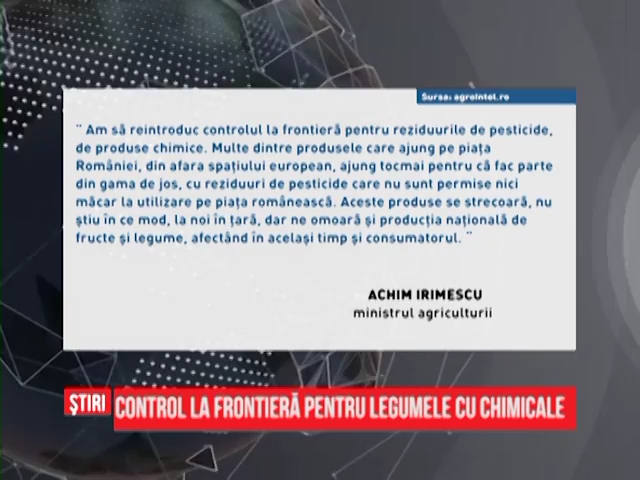 Sursa: agrointel.ro
" Am să reintroduc controlul la frontieră pentru reziduurile de pesticide,
de produse chimice. Multe dintre produsele care ajung pe piața
României, din afara spațiului european, ajung tocmai pentru că fac parte
din gama de jos, cu reziduuri de pesticide care nu sunt permise nici
măcar la utilizare pe piața românească. Aceste produse se strecoară, nu
știu în ce mod, la noi în țară, dar ne omoară și producția națională de
fructe și legume, afectând în același timp și consumatorul. "
ACHIM IRIMESCU
ministrul agriculturii
ȘTIRI
CONTROL LA FRONTIERĂ PENTRU LEGUMELE CU CHIMICALE